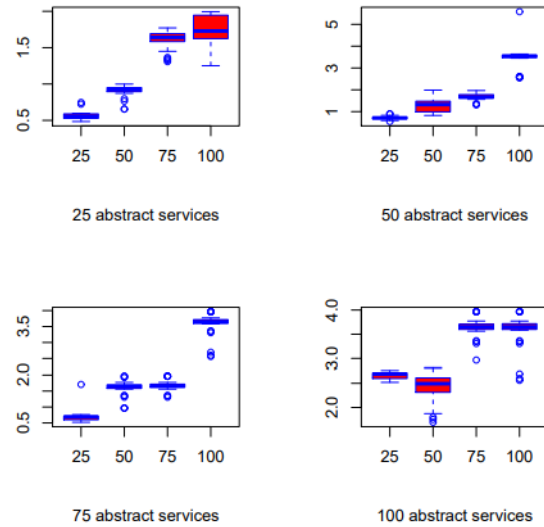 1.5
0.5
25 50 75 100
25 abstract services
5
3
1
25 50 75 100
50 abstract services
3.5
2.0
0.5
25 50 75 100
75 abstract services
4.0
3.0
2.0
25 50 75 100
100 abstract services